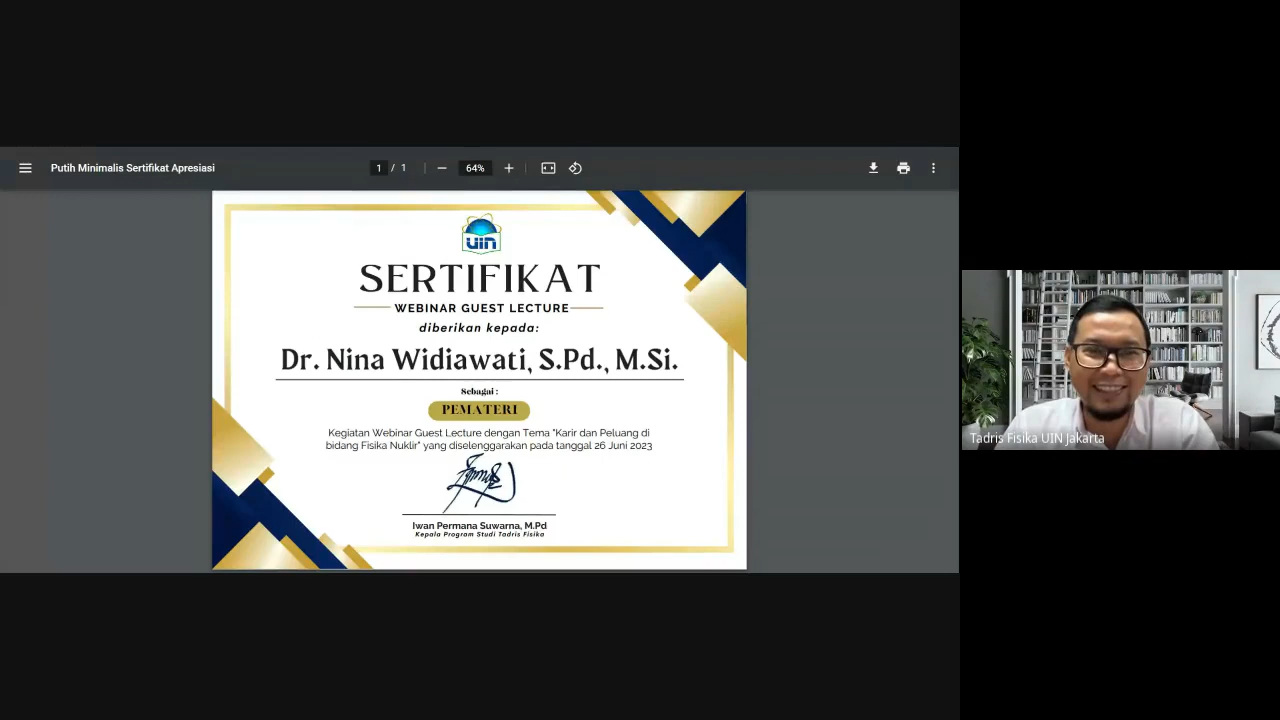 Putih Minimalis Sertifikat Apresiasi
1 / 1
64%
uin
SERTIFIKAT
WEBINAR GUEST LECTURE
diberikan kepada:
Dr. Nina Widiawati, S.Pd., M.Si.
Sebagai :
PEMATERI
Kegiatan Webinar Guest Lecture dengan Tema "Karir dan Peluang di
bidang Fisika Nuklir" yang diselenggarakan pada tanggal 26 Juni 2023
Iwan Permana Suwarna, M.Pd
Kepala Program Studi Tadris Fisika
Tadris Fisika UIN Jakarta